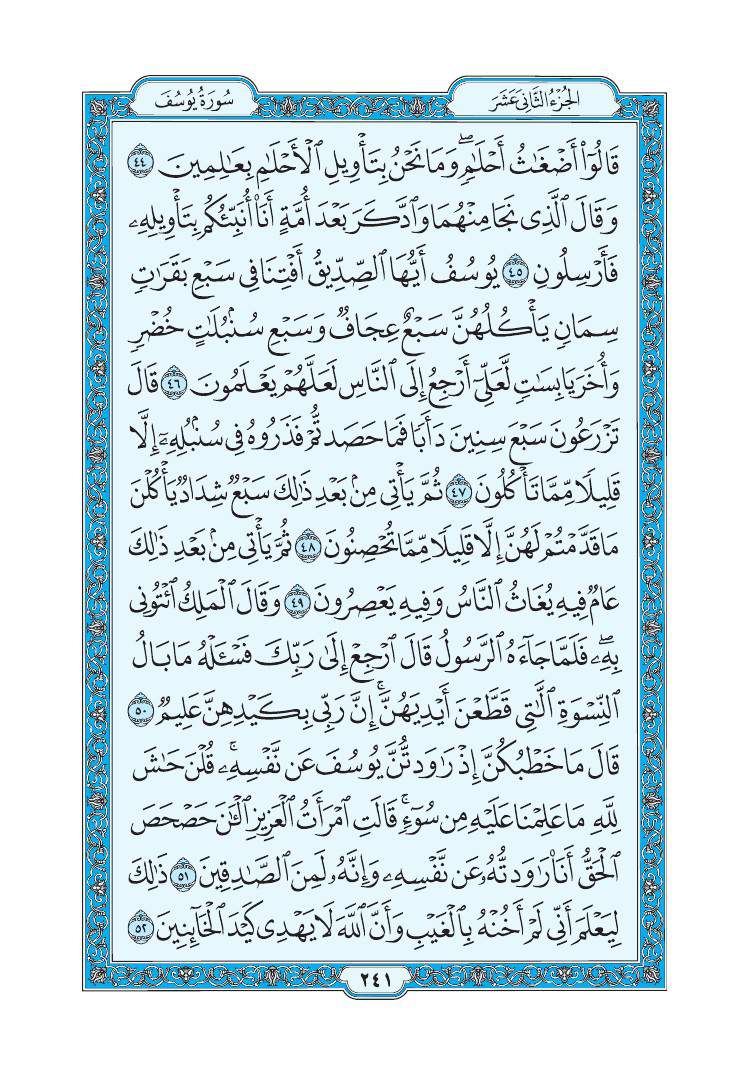 الجُزْءُ الثَّانِي عَشَرَ
سُورَةُ يُوسُفَ
قَالُوٓا۟ أَضْغَـٰثُ أَحْلَـٰمٍ ۖ وَمَا نَحْنُ بِتَأْوِيلِ ٱلْأَحْلَـٰمِ بِعَـٰلِمِينَ ٤٤
وَقَالَ ٱلَّذِى نَجَا مِنْهُمَا وَٱدَّكَرَ بَعْدَ أُمَّةٍ أَنَا۠ أُنَبِّئُكُم بِتَأْوِيلِهِۦ
فَأَرْسِلُونِ ٤٥ يُوسُفُ أَيُّهَا ٱلصِّدِّيقُ أَفْتِنَا فِى سَبْعِ بَقَرَٰتٍ
سِمَانٍ يَأْكُلُهُنَّ سَبْعٌ عِجَافٌ وَسَبْعِ سُنۢبُلَـٰتٍ خُضْرٍ
وَأُخَرَ يَابِسَـٰتٍ لَّعَلِّىٓ أَرْجِعُ إِلَى ٱلنَّاسِ لَعَلَّهُمْ يَعْلَمُونَ ٤٦ قَالَ
تَزْرَعُونَ سَبْعَ سِنِينَ دَأَبًا فَمَا حَصَدتُّمْ فَذَرُوهُ فِى سُنۢبُلِهِۦٓ إِلَّا
قَلِيلًا مِّمَّا تَأْكُلُونَ ٤٧ ثُمَّ يَأْتِى مِنۢ بَعْدِ ذَٰلِكَ سَبْعٌ شِدَادٌ يَأْكُلْنَ
مَا قَدَّمْتُمْ لَهُنَّ إِلَّا قَلِيلًا مِّمَّا تُحْصِنُونَ ٤٨ ثُمَّ يَأْتِى مِنۢ بَعْدِ ذَٰلِكَ
عَامٌ فِيهِ يُغَاثُ ٱلنَّاسُ وَفِيهِ يَعْصِرُونَ ٤٩ وَقَالَ ٱلْمَلِكُ ٱئْتُونِى
بِهِۦ ۖ فَلَمَّا جَآءَهُ ٱلرَّسُولُ قَالَ ٱرْجِعْ إِلَىٰ رَبِّكَ فَسْـَٔلْهُ مَا بَالُ
ٱلنِّسْوَةِ ٱلَّـٰتِى قَطَّعْنَ أَيْدِيَهُنَّ ۚ إِنَّ رَبِّى بِكَيْدِهِنَّ عَلِيمٌ ٥٠
قَالَ مَا خَطْبُكُنَّ إِذْ رَٰوَدتُّنَّ يُوسُفَ عَن نَّفْسِهِۦ ۚ قُلْنَ حَـٰشَ
لِلَّهِ مَا عَلِمْنَا عَلَيْهِ مِن سُوٓءٍ ۚ قَالَتِ ٱمْرَأَتُ ٱلْعَزِيزِ ٱلْـَٔـٰنَ حَصْحَصَ
ٱلْحَقُّ أَنَا۠ رَٰوَدتُّهُۥ عَن نَّفْسِهِۦ وَإِنَّهُۥ لَمِنَ ٱلصَّـٰدِقِينَ ٥١ ذَٰلِكَ
لِيَعْلَمَ أَنِّى لَمْ أَخُنْهُ بِٱلْغَيْبِ وَأَنَّ ٱللَّهَ لَا يَهْدِى كَيْدَ ٱلْخَآئِنِينَ ٥٢
٢٤١